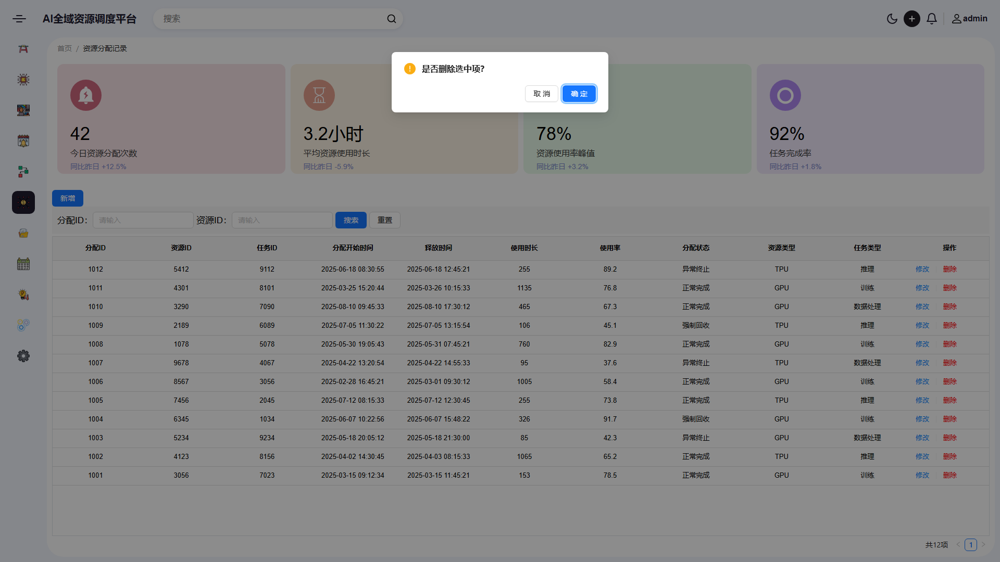 AI全域资源调度平台
搜索
admin
首页 / 资源分配记录
是否删除选中项?
取 消
确 定
42
今日资源分配次数
同比昨日 +12.5%
3.2小时
平均资源使用时长
同比昨日 -5.9%
78%
资源使用率峰值
同比昨日 +3.2%
92%
任务完成率
同比昨日 +1.8%
新增
分配ID： 请输入 资源ID： 请输入 搜索 重置
分配ID 资源ID 任务ID 分配开始时间 释放时间 使用时长 使用率 分配状态 资源类型 任务类型 操作
1012 5412 9112 2025-06-18 08:30:55 2025-06-18 12:45:21 255 89.2 异常终止 TPU 推理 修改 删除
1011 4301 8101 2025-03-25 15:20:44 2025-03-26 10:15:33 1135 76.8 正常完成 GPU 训练 修改 删除
1010 3290 7090 2025-08-10 09:45:33 2025-08-10 17:30:12 465 67.3 正常完成 GPU 数据处理 修改 删除
1009 2189 6089 2025-07-05 11:30:22 2025-07-05 13:15:54 106 45.1 强制回收 TPU 推理 修改 删除
1008 1078 5078 2025-05-30 19:05:43 2025-05-31 07:45:21 760 82.9 正常完成 GPU 训练 修改 删除
1007 9678 4067 2025-04-22 13:20:54 2025-04-22 14:55:33 95 37.6 异常终止 TPU 数据处理 修改 删除
1006 8567 3056 2025-02-28 16:45:21 2025-03-01 09:30:12 1005 58.4 正常完成 GPU 训练 修改 删除
1005 7456 2045 2025-07-12 08:15:33 2025-07-12 12:30:45 255 73.8 正常完成 TPU 推理 修改 删除
1004 6345 1034 2025-06-07 10:22:56 2025-06-07 15:48:22 326 91.7 强制回收 GPU 训练 修改 删除
1003 5234 9234 2025-05-18 20:05:12 2025-05-18 21:30:00 85 42.3 异常终止 GPU 数据处理 修改 删除
1002 4123 8156 2025-04-02 14:30:45 2025-04-03 08:15:33 1065 65.2 正常完成 TPU 推理 修改 删除
1001 3056 7023 2025-03-15 09:12:34 2025-03-15 11:45:21 153 78.5 正常完成 GPU 训练 修改 删除
共12项 < 1 >